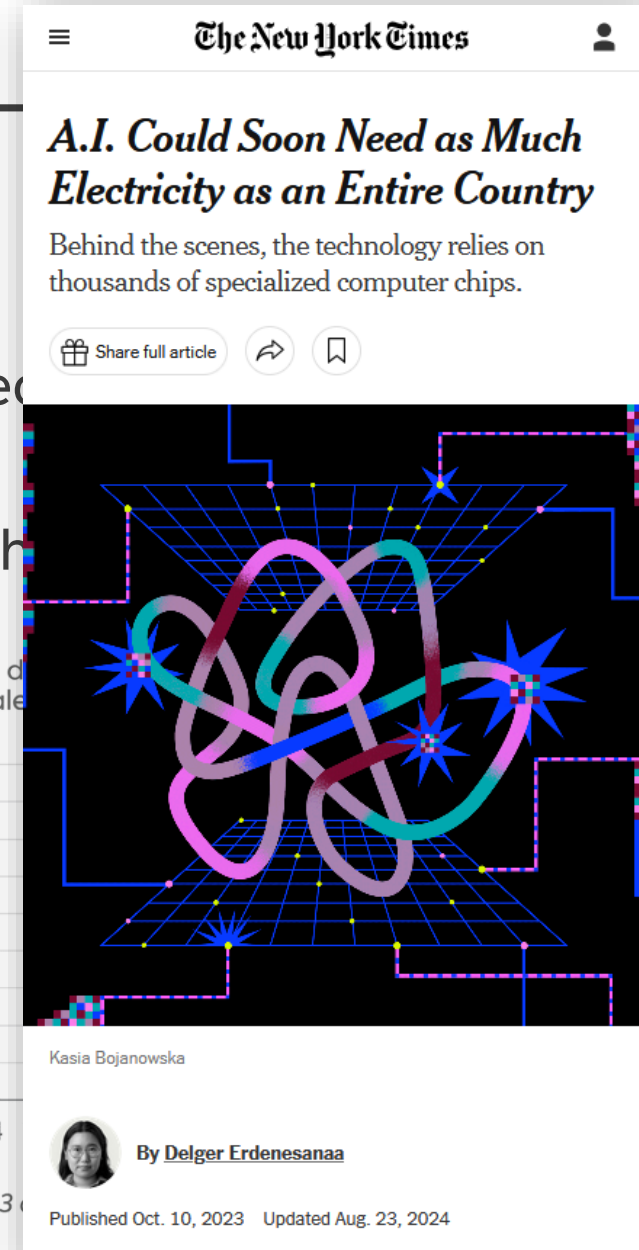 The New York Times
A.I. Could Soon Need as Much
Electricity as an Entire Country
Behind the scenes, the technology relies on
thousands of specialized computer chips.
Share full article
Kasia Bojanowska
By Delger Erdenesanaa
Published Oct. 10, 2023 Updated Aug. 23, 2024